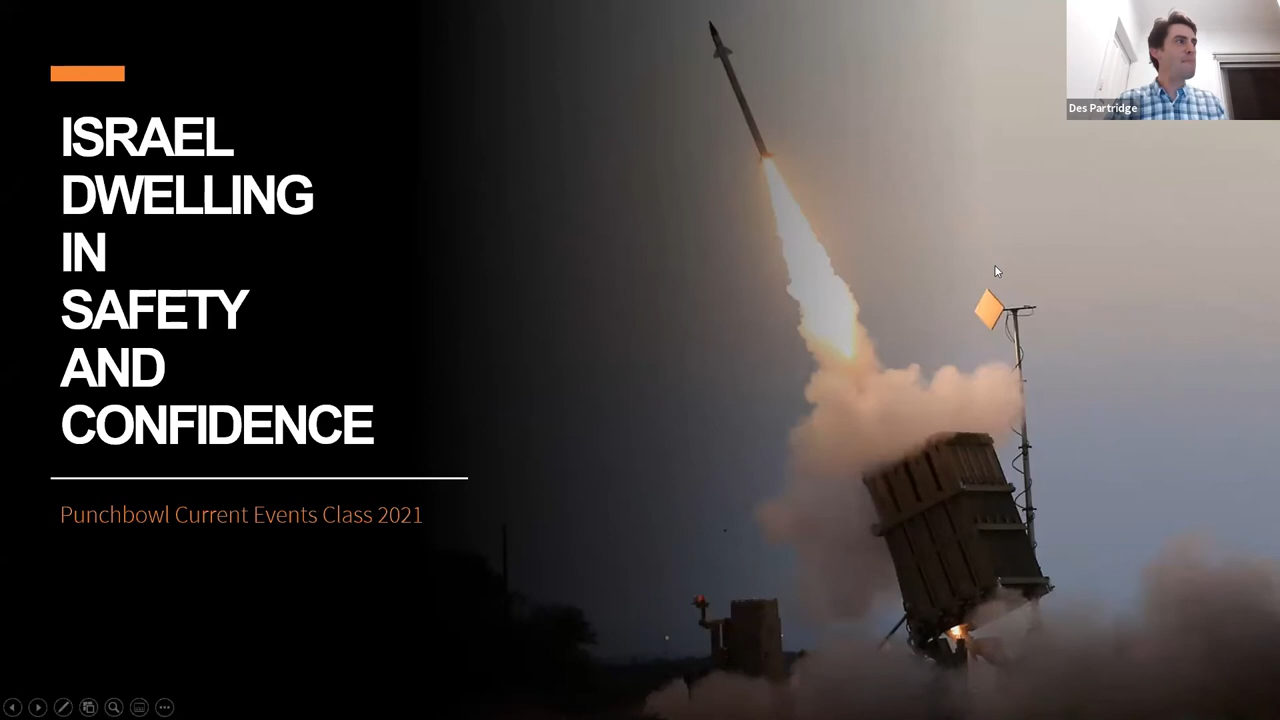 ISRAEL
DWELLING
IN
SAFETY
AND
CONFIDENCE
Punchbowl Current Events Class 2021
Des Partridge